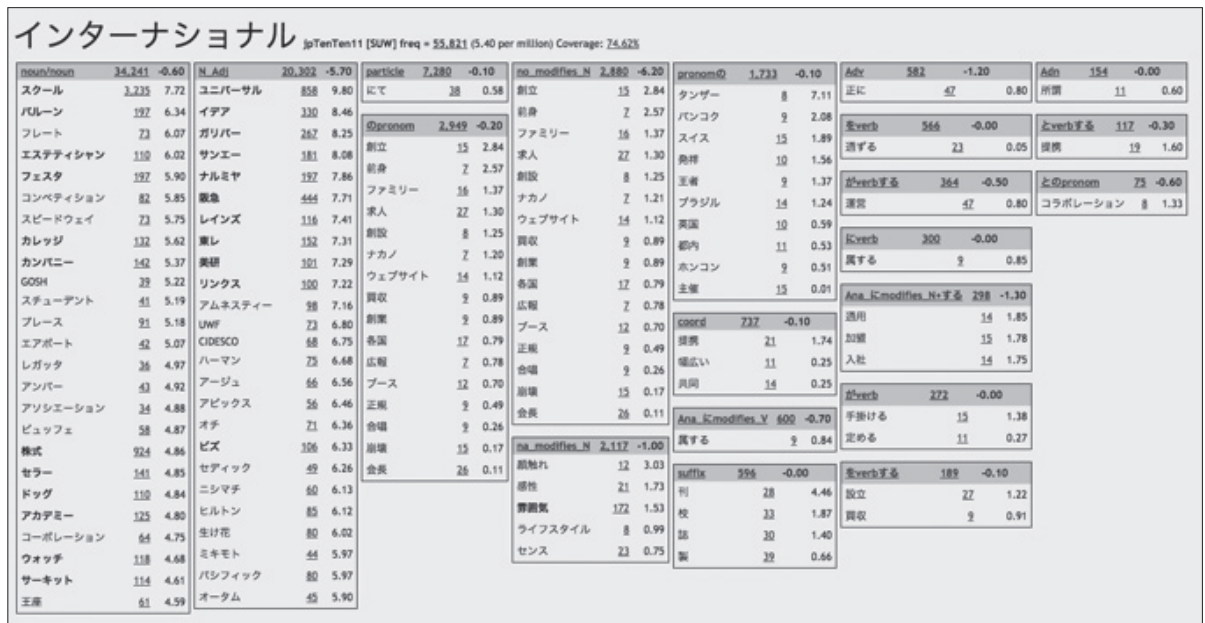 インターナショナル jpTenTen11 [SUW] freq = 55,821 (5.40 per million) Coverage: 74.62%
noun/noun 34,241 -0.60
スクール 3,235 7.72
バルーン 197 6.34
フレート 73 6.07
エステティシャン 110 6.02
フェスタ 197 5.90
コンペティション 82 5.85
スピードウェイ 73 5.75
カレッジ 132 5.62
カンパニー 142 5.37
GOSH 39 5.22
スチューデント 41 5.19
プレース 91 5.18
エアポート 42 5.07
レガッタ 36 4.97
アンバー 43 4.92
アソシエーション 34 4.88
ビュッフェ 58 4.87
株式 924 4.86
セラー 141 4.85
ドッグ 110 4.84
アカデミー 125 4.80
コーポレーション 64 4.75
ウォッチ 118 4.68
サーキット 114 4.61
王座 61 4.59
N_Adj 20,302 -5.70
ユニバーサル 858 9.80
イデア 330 8.46
ガリバー 267 8.25
サンエー 181 8.08
ナルミヤ 197 7.86
阪急 444 7.71
レインズ 116 7.41
東レ 152 7.31
美研 101 7.29
リンクス 100 7.22
アムネスティー 98 7.16
UWF 73 6.80
CIDESCO 68 6.75
ハーマン 75 6.68
アージュ 66 6.56
アピックス 56 6.46
オチ 71 6.36
ビズ 106 6.33
セディック 49 6.26
ニシマチ 60 6.13
ヒルトン 85 6.12
生け花 80 6.02
ミキモト 44 5.97
パシフィック 80 5.97
オータム 45 5.90
particle 7,280 -0.10
にて 38 0.58
のpronom 2,949 -0.20
創立 15 2.84
前身 7 2.57
ファミリー 16 1.37
求人 27 1.30
創設 8 1.25
ナカノ 7 1.20
ウェブサイト 14 1.12
買収 9 0.89
創業 9 0.89
各国 17 0.79
広報 7 0.78
ブース 12 0.70
正規 9 0.49
合唱 9 0.26
崩壊 15 0.17
会長 26 0.11
no_modifies_N 2,880 -6.20
創立 15 2.84
前身 7 2.57
ファミリー 16 1.37
求人 27 1.30
創設 8 1.25
ナカノ 7 1.21
ウェブサイト 14 1.12
買収 9 0.89
創業 9 0.89
各国 17 0.79
広報 7 0.78
ブース 12 0.70
正規 9 0.49
合唱 9 0.26
崩壊 15 0.17
会長 26 0.11
na_modifies_N 2,117 -1.00
顔触れ 12 3.03
感性 21 1.73
雰囲気 172 1.53
ライフスタイル 8 0.99
センス 23 0.75
pronomの 1,733 -0.10
タンザー 8 7.11
バンコク 9 2.08
スイス 15 1.89
発祥 10 1.56
王者 9 1.37
ブラジル 14 1.24
英国 10 0.59
都内 11 0.53
ホンコン 9 0.51
主催 15 0.01
coord 737 -0.10
提携 21 1.74
幅広い 11 0.25
共同 14 0.25
Ana_にmodifies_V 600 -0.70
属する 9 0.84
suffix 596 -0.00
刊 28 4.46
校 33 1.87
誌 30 1.40
製 39 0.66
Adv 582 -1.20
正に 47 0.80
をverb 566 -0.00
通ずる 23 0.05
がverbする 364 -0.50
運営 47 0.80
にverb 300 -0.00
属する 9 0.85
Ana_にmodifies_N+する 298 -1.30
適用 14 1.85
加盟 15 1.78
入社 14 1.75
がverb 272 -0.00
手掛ける 15 1.38
定める 11 0.27
をverbする 189 -0.10
設立 27 1.22
買収 9 0.91
Adn 154 -0.00
所謂 11 0.60
とverbする 117 -0.30
提携 19 1.60
とのpronom 75 -0.60
コラボレーション 8 1.33